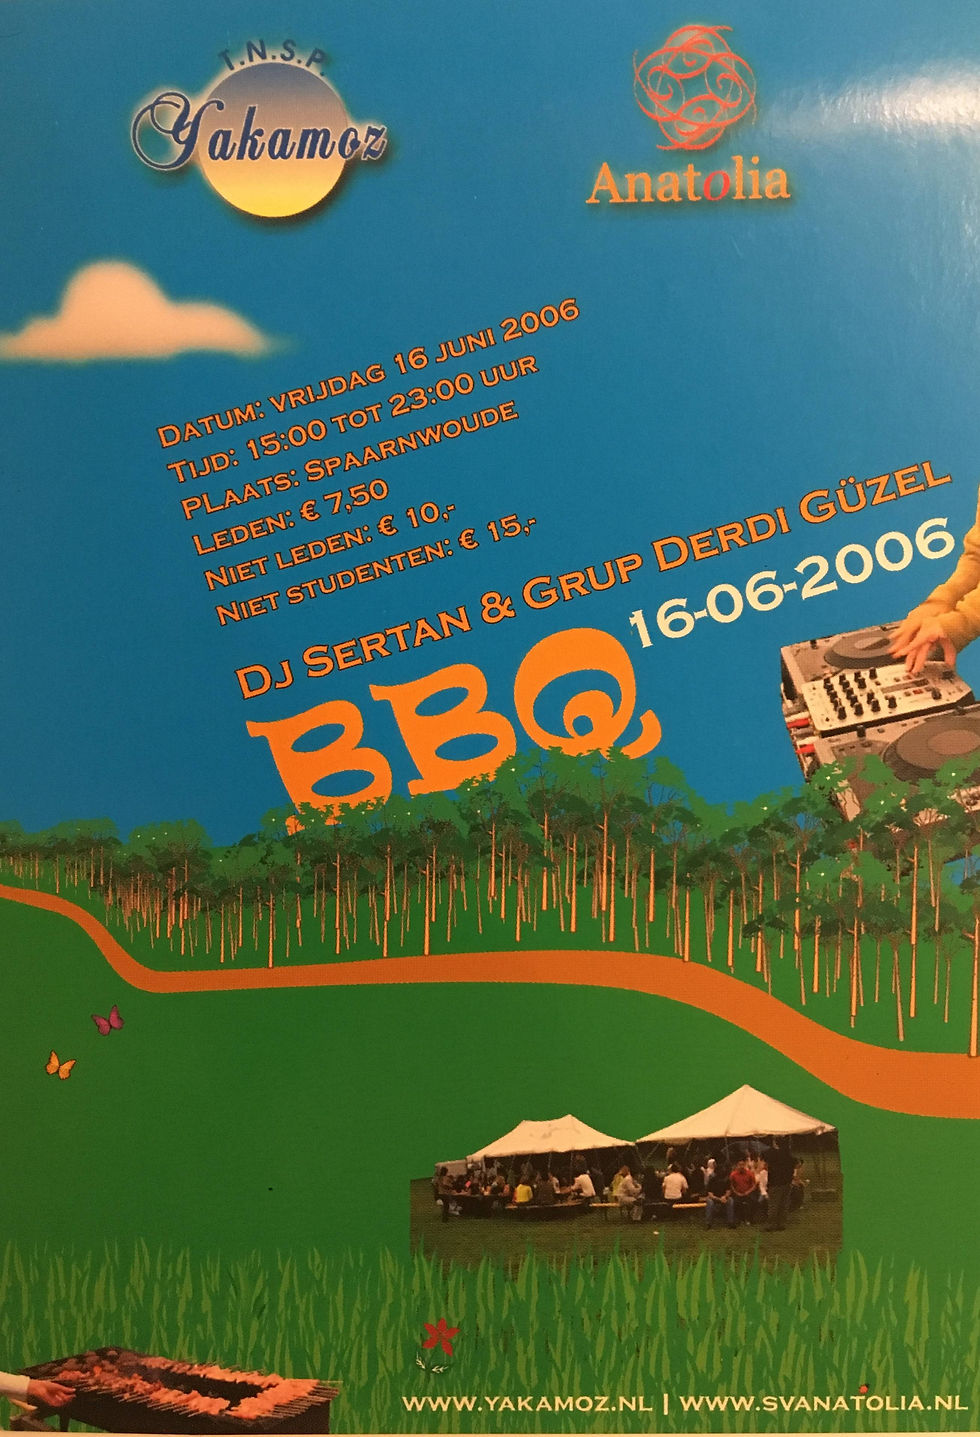 T.N.S.P.
Yakamoz
Anatolia
Datum: vrijdag 16 juni 2006
Tijd: 15:00 tot 23:00 uur
Plaats: Spaarnwoude
Leden: € 7,50
Niet leden: € 10,-
Niet studenten: € 15,-
Dj Sertan & Grup Derdi Güzel
16-06-2006
BBQ
WWW.YAKAMOZ.NL | WWW.SVANATOLIA.NL